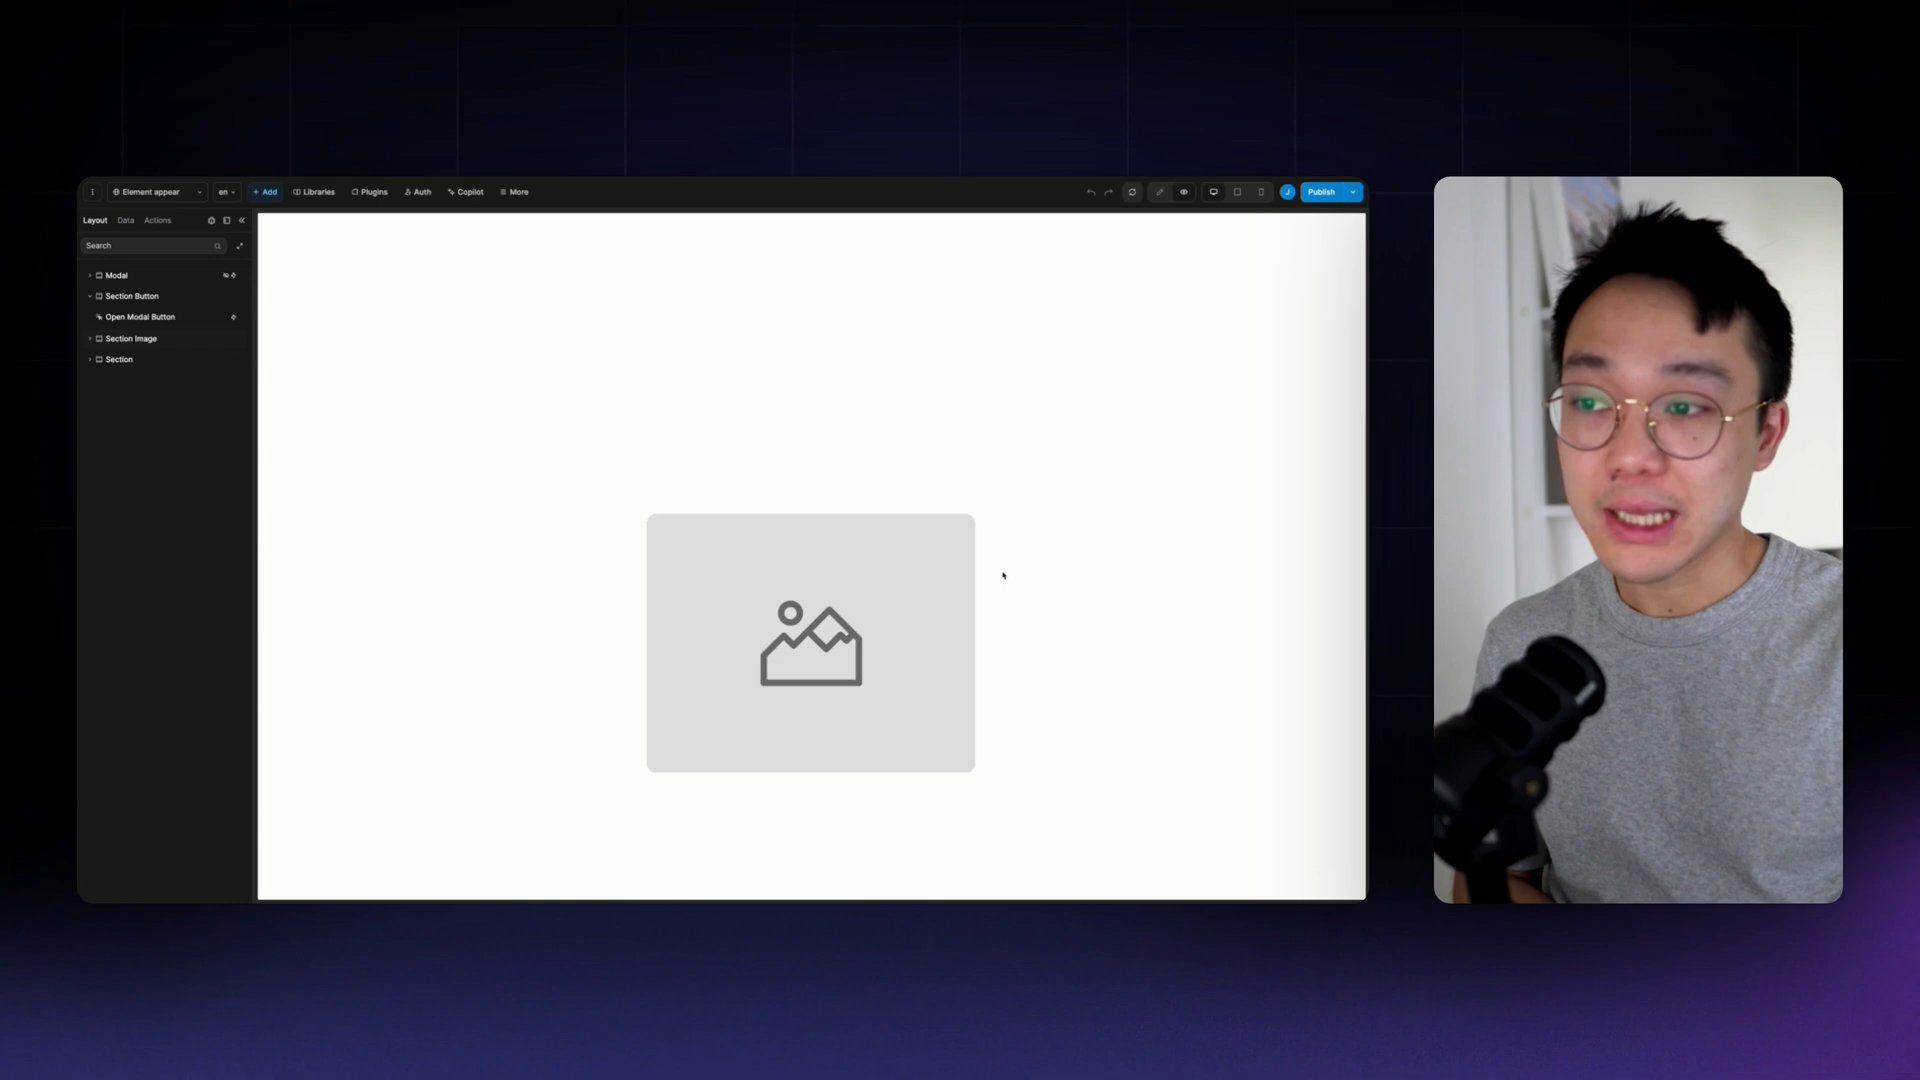 Element appear en + Add Libraries Plugins Auth Copilot More J Publish
Layout Data Actions
Search
Modal
Section Button
Open Modal Button
Section Image
Section